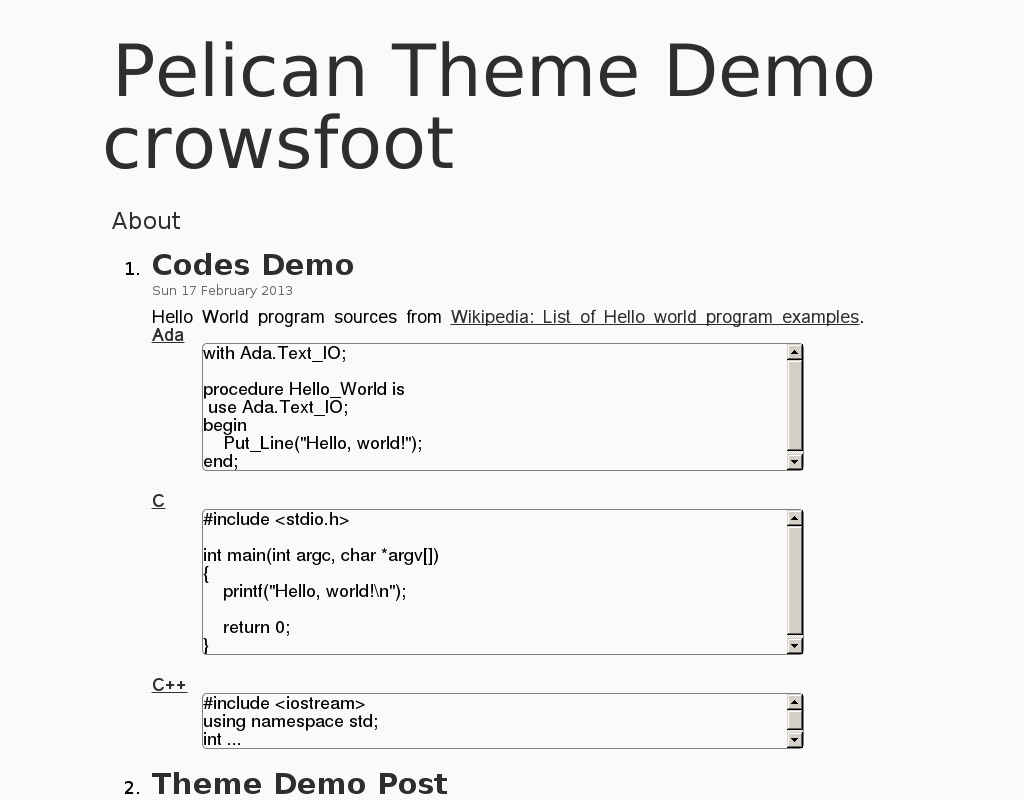 Pelican Theme Demo
crowsfoot
About
1. Codes Demo
Sun 17 February 2013
Hello World program sources from Wikipedia: List of Hello world program examples.
Ada
with Ada.Text_IO;
procedure Hello_World is
 use Ada.Text_IO;
begin
    Put_Line("Hello, world!");
end;
C
#include <stdio.h>
int main(int argc, char *argv[])
{
    printf("Hello, world!\n");
    return 0;
}
C++
#include <iostream>
using namespace std;
int ...
2. Theme Demo Post